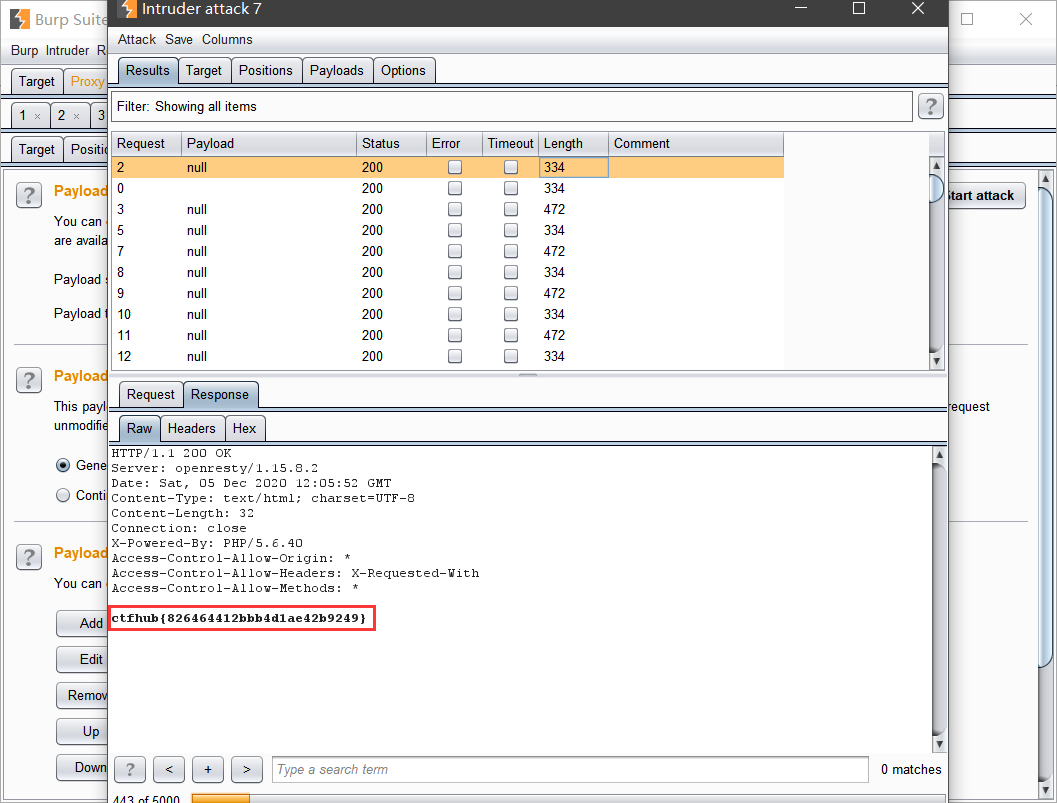 Burp Suite
Burp Intruder
Target Proxy
1 × 2 × 3
Target
Payload
You can
are availa
Payload
Payload
Payload
This payl
unmodifie
Gene
Conti
Payload
You can
Add
Edit
Remov
Up
Down
Intruder attack 7
Attack Save Columns
Results Target Positions Payloads Options
Filter: Showing all items ?
Request Payload Status Error Timeout Length Comment
2 null 200 334
0 200 334
3 null 200 472
5 null 200 334
7 null 200 472
8 null 200 334
9 null 200 472
10 null 200 334
11 null 200 472
12 null 200 334
Request Response
Raw Headers Hex
HTTP/1.1 200 OK
Server: openresty/1.15.8.2
Date: Sat, 05 Dec 2020 12:05:52 GMT
Content-Type: text/html; charset=UTF-8
Content-Length: 32
Connection: close
X-Powered-By: PHP/5.6.40
Access-Control-Allow-Origin: *
Access-Control-Allow-Headers: X-Requested-With
Access-Control-Allow-Methods: *
ctfhub{826464412bbb4d1ae42b9249}
? < + > Type a search term 0 matches
443 of 5000
tart attack
request